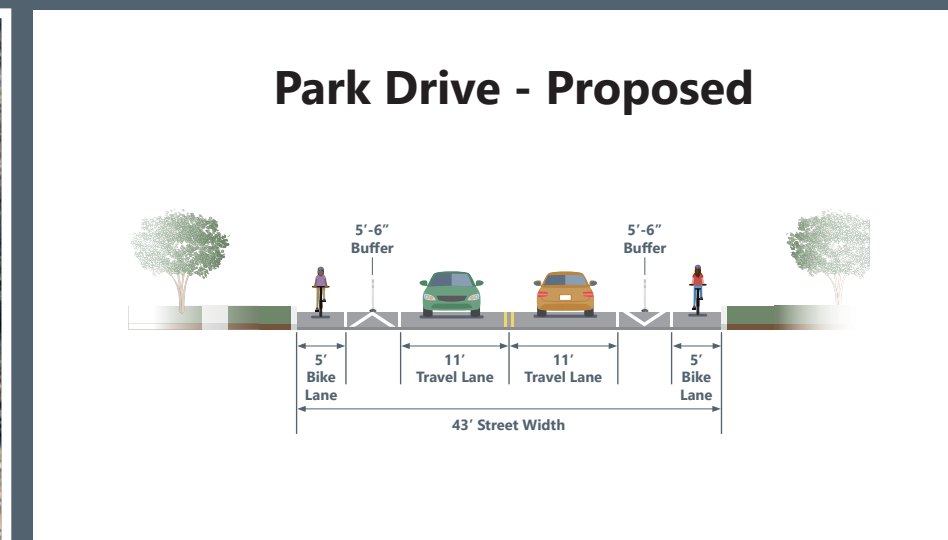 Park Drive - Proposed
5’-6” 5’-6”
Buffer Buffer
5’ 11’ 11’ 5’
Bike Travel Lane Travel Lane Bike
Lane Lane
43’ Street Width